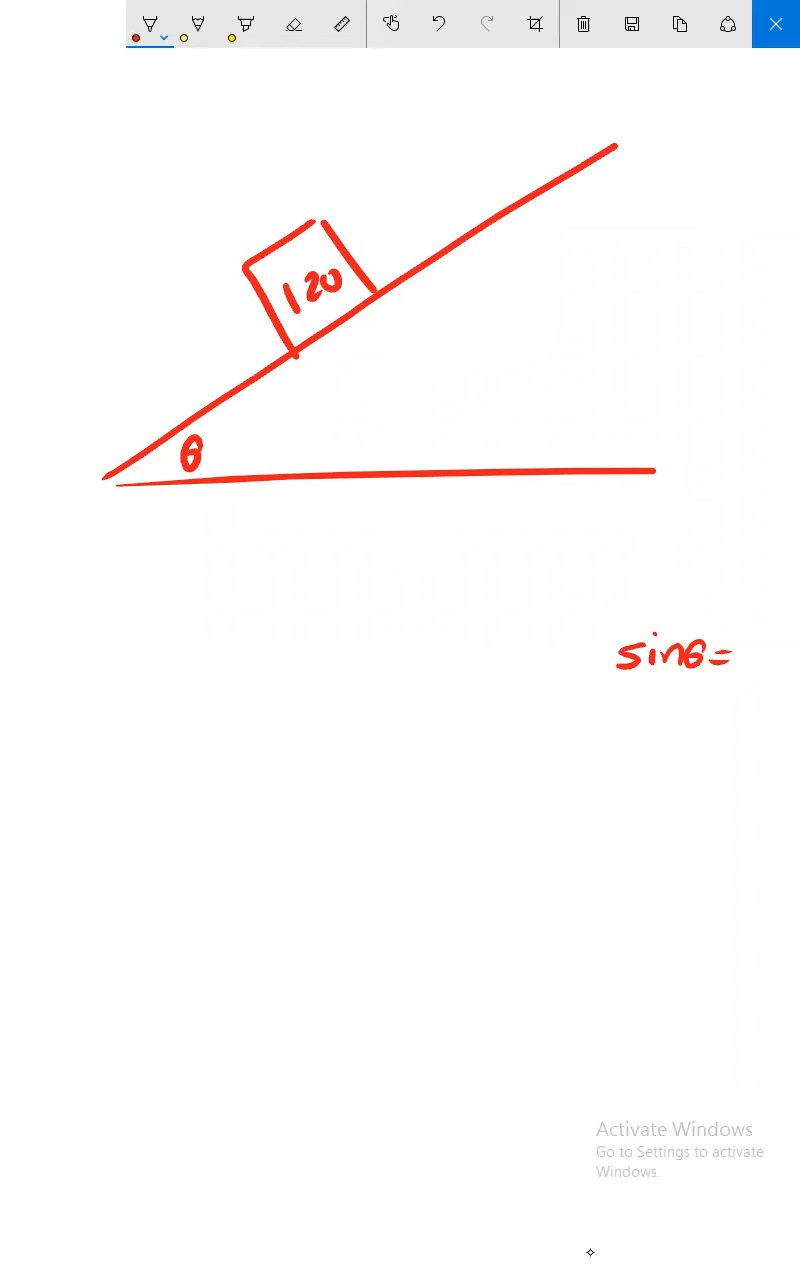 120
θ
sinθ=
Activate Windows
Go to Settings to activate
Windows.